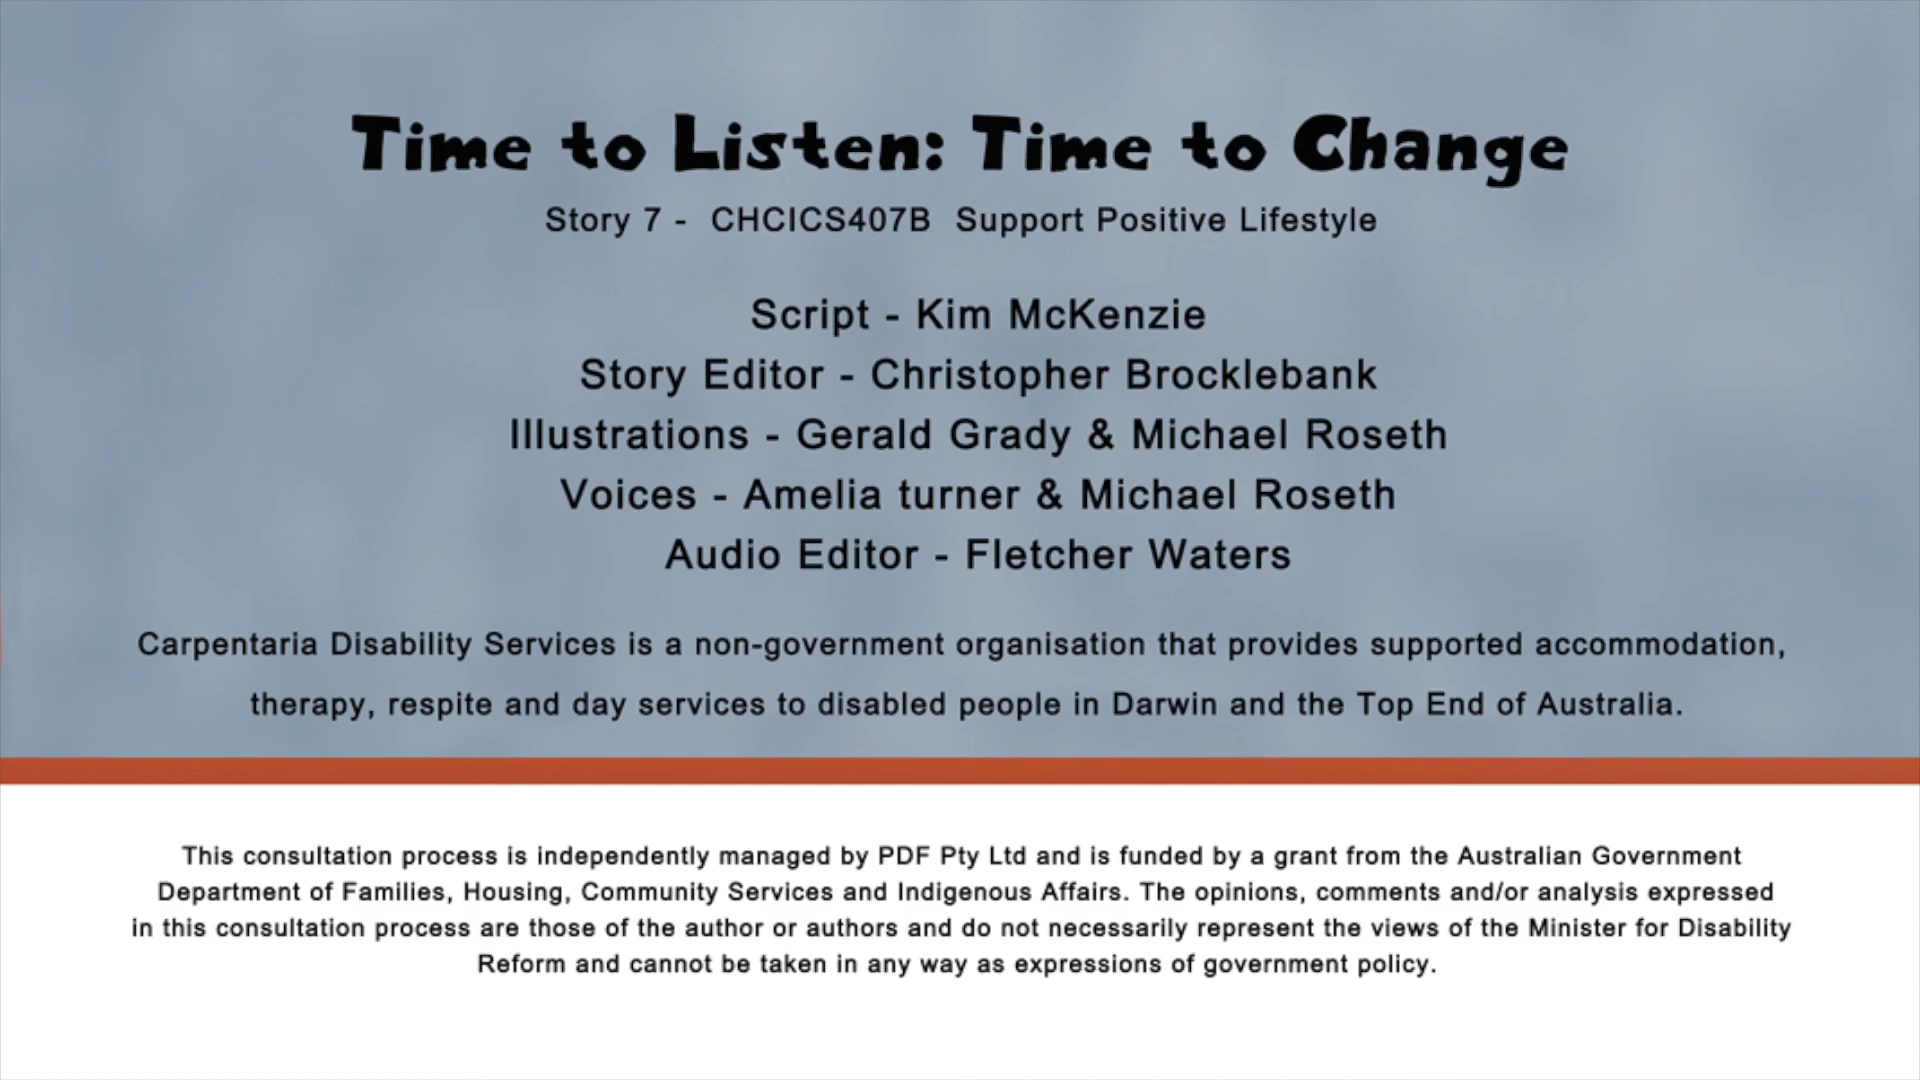 Time to Listen: Time to Change
Story 7 - CHCICS407B Support Positive Lifestyle
Script - Kim McKenzie
Story Editor - Christopher Brocklebank
Illustrations - Gerald Grady & Michael Roseth
Voices - Amelia turner & Michael Roseth
Audio Editor - Fletcher Waters
Carpentaria Disability Services is a non-government organisation that provides supported accommodation,
therapy, respite and day services to disabled people in Darwin and the Top End of Australia.
This consultation process is independently managed by PDF Pty Ltd and is funded by a grant from the Australian Government
Department of Families, Housing, Community Services and Indigenous Affairs. The opinions, comments and/or analysis expressed
in this consultation process are those of the author or authors and do not necessarily represent the views of the Minister for Disability
Reform and cannot be taken in any way as expressions of government policy.